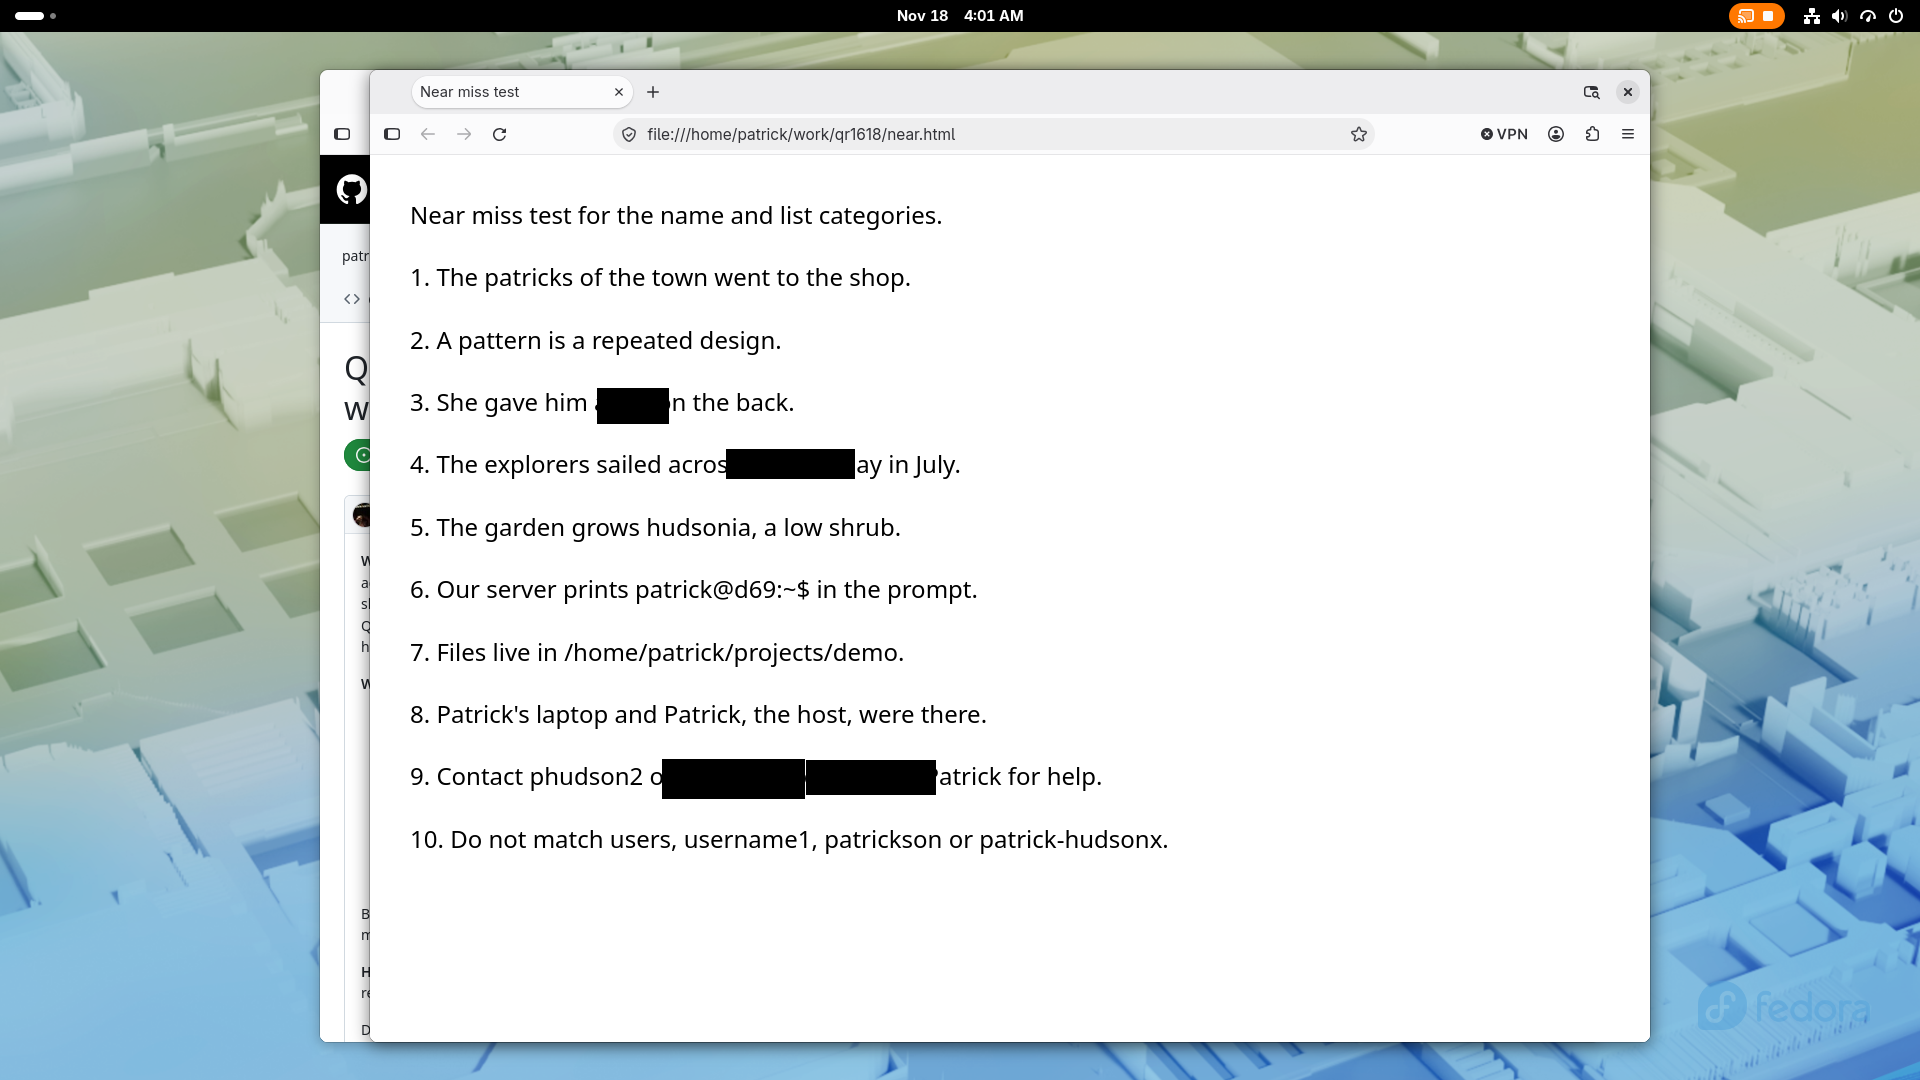 Nov 18 4:01 AM
Near miss test
file:///home/patrick/work/qr1618/near.html
VPN
patr
Q
w
W
a
sl
Q
h
W
B
m
H
re
D
Near miss test for the name and list categories.
1. The patricks of the town went to the shop.
2. A pattern is a repeated design.
3. She gave him on the back.
4. The explorers sailed acros ay in July.
5. The garden grows hudsonia, a low shrub.
6. Our server prints patrick@d69:~$ in the prompt.
7. Files live in /home/patrick/projects/demo.
8. Patrick's laptop and Patrick, the host, were there.
9. Contact phudson2 o Patrick for help.
10. Do not match users, username1, patrickson or patrick-hudsonx.
fedora